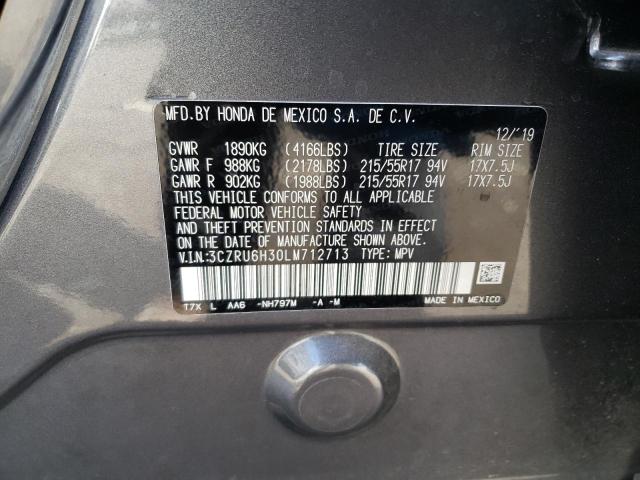 MFD.BY HONDA DE MEXICO S.A. DE C.V.
12/'19
GVWR 1890KG (4166LBS) TIRE SIZE RIM SIZE
GAWR F 988KG (2178LBS) 215/55R17 94V 17X7.5J
GAWR R 902KG (1988LBS) 215/55R17 94V 17X7.5J
THIS VEHICLE CONFORMS TO ALL APPLICABLE
FEDERAL MOTOR VEHICLE SAFETY
AND THEFT PREVENTION STANDARDS IN EFFECT
ON THE DATE OF MANUFACTURE SHOWN ABOVE.
V.I.N:3CZRU6H30LM712713 TYPE: MPV
T7X L AA6 -NH797M -A -M MADE IN MEXICO